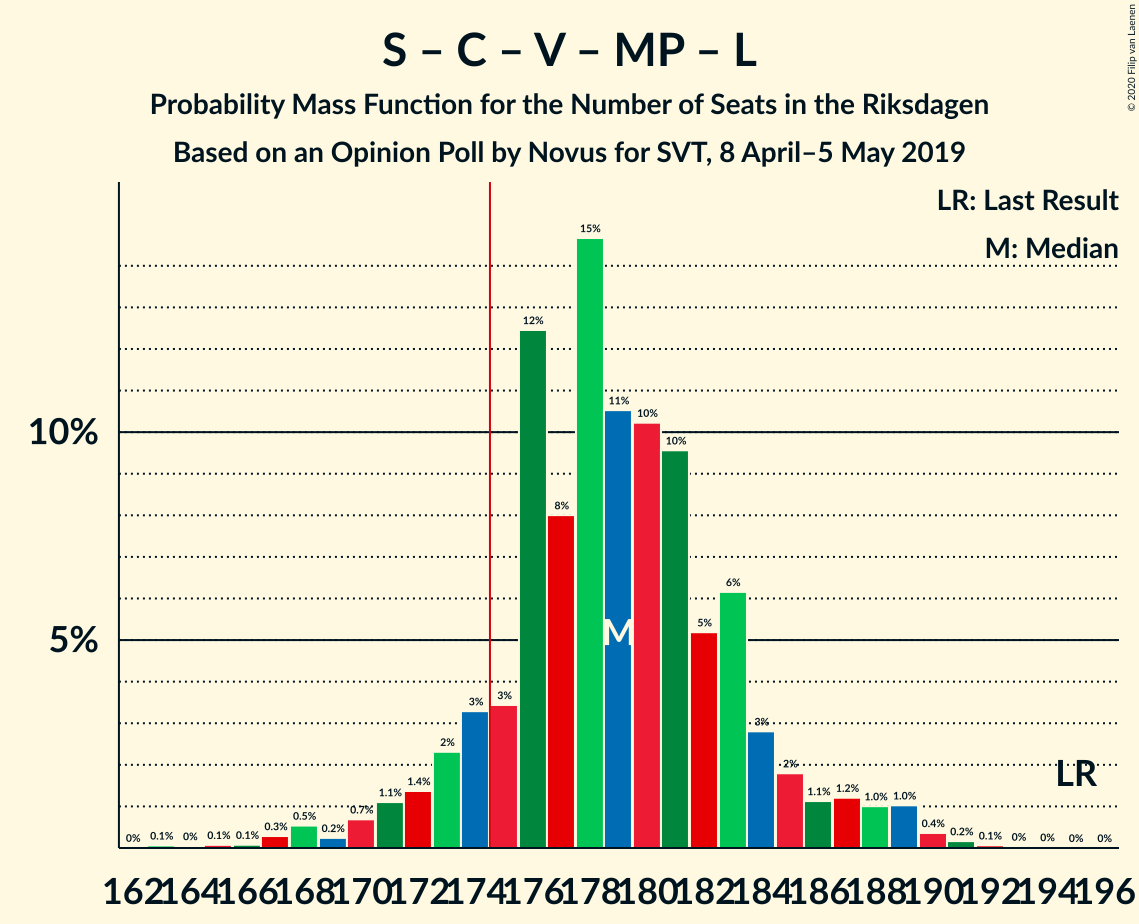 S – C – V – MP – L
Probability Mass Function for the Number of Seats in the Riksdagen
Based on an Opinion Poll by Novus for SVT, 8 April–5 May 2019
© 2020 Filip van Laenen
LR: Last Result
M: Median
10%
5%
0% 0.1% 0% 0.1% 0.1% 0.3% 0.5% 0.2% 0.7% 1.1% 1.4% 2% 3% 3% 12% 8% 15% 11% 10% 10% 5% 6% 3% 2% 1.1% 1.2% 1.0% 1.0% 0.4% 0.2% 0.1% 0% 0% 0% 0%
M
LR
162 164 166 168 170 172 174 176 178 180 182 184 186 188 190 192 194 196